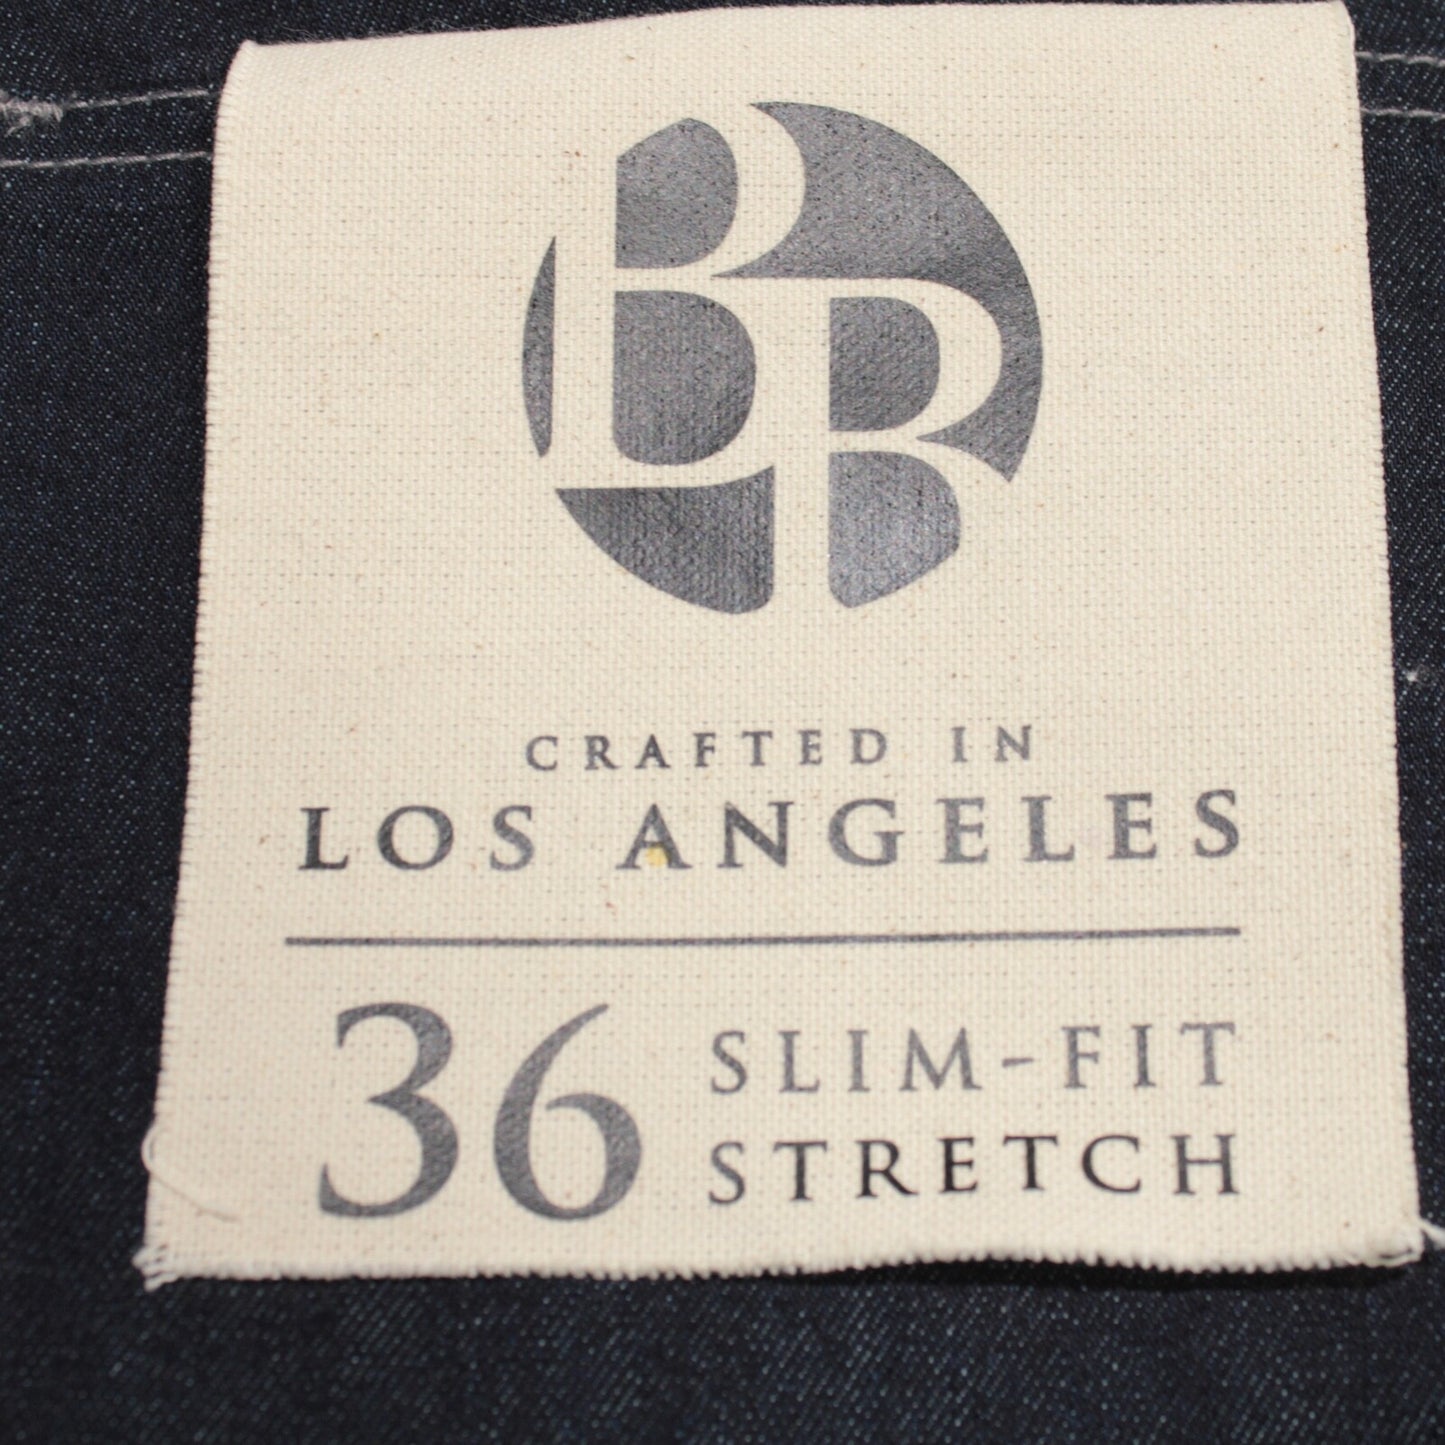 BB
CRAFTED IN
LOS ANGELES
36
SLIM-FIT
STRETCH